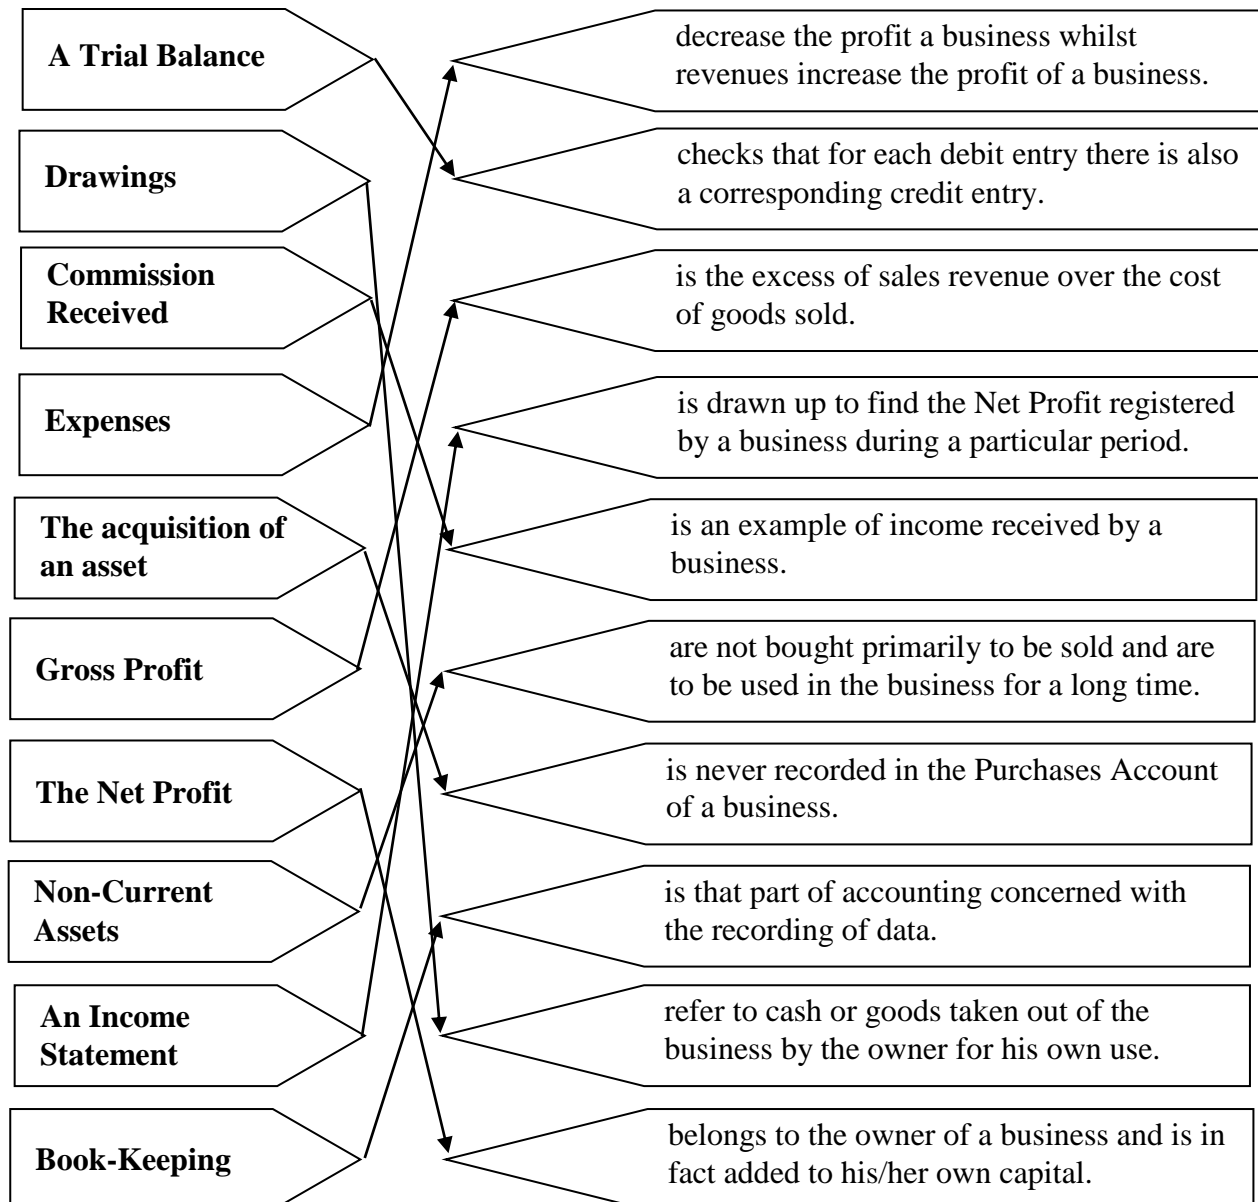 A Trial Balance
decrease the profit a business whilst
revenues increase the profit of a business.
Drawings
checks that for each debit entry there is also
a corresponding credit entry.
Commission
Received
is the excess of sales revenue over the cost
of goods sold.
Expenses
is drawn up to find the Net Profit registered
by a business during a particular period.
The acquisition of
an asset
is an example of income received by a
business.
Gross Profit
are not bought primarily to be sold and are
to be used in the business for a long time.
The Net Profit
is never recorded in the Purchases Account
of a business.
Non-Current
Assets
is that part of accounting concerned with
the recording of data.
An Income
Statement
refer to cash or goods taken out of the
business by the owner for his own use.
Book-Keeping
belongs to the owner of a business and is in
fact added to his/her own capital.